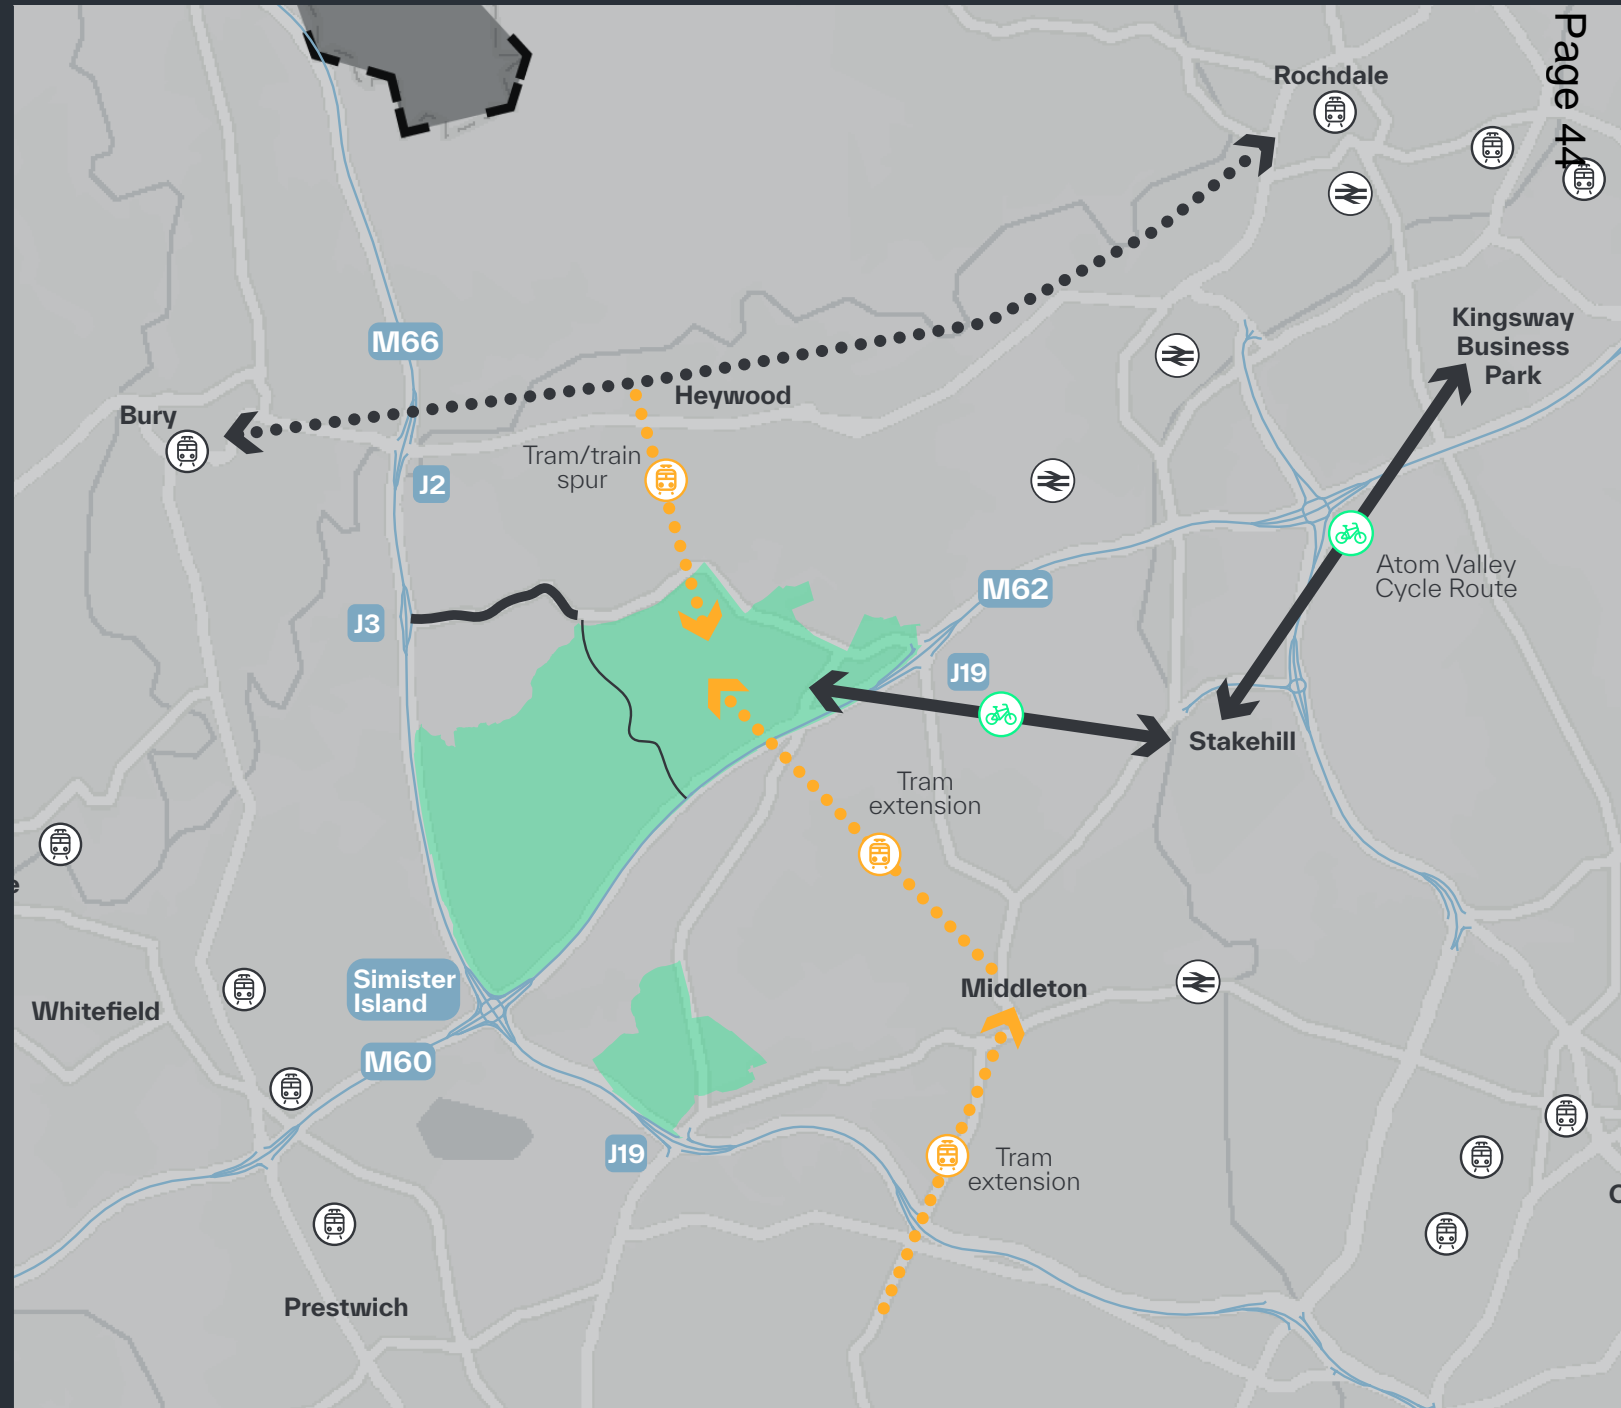 Page 44
Rochdale
Kingsway
Business
Park
M66
Heywood
Bury
Tram/train
spur
J2
Atom Valley
Cycle Route
M62
J3
J19
Stakehill
Tram
extension
Simister
Island
Middleton
Whitefield
M60
J19
Tram
extension
Prestwich